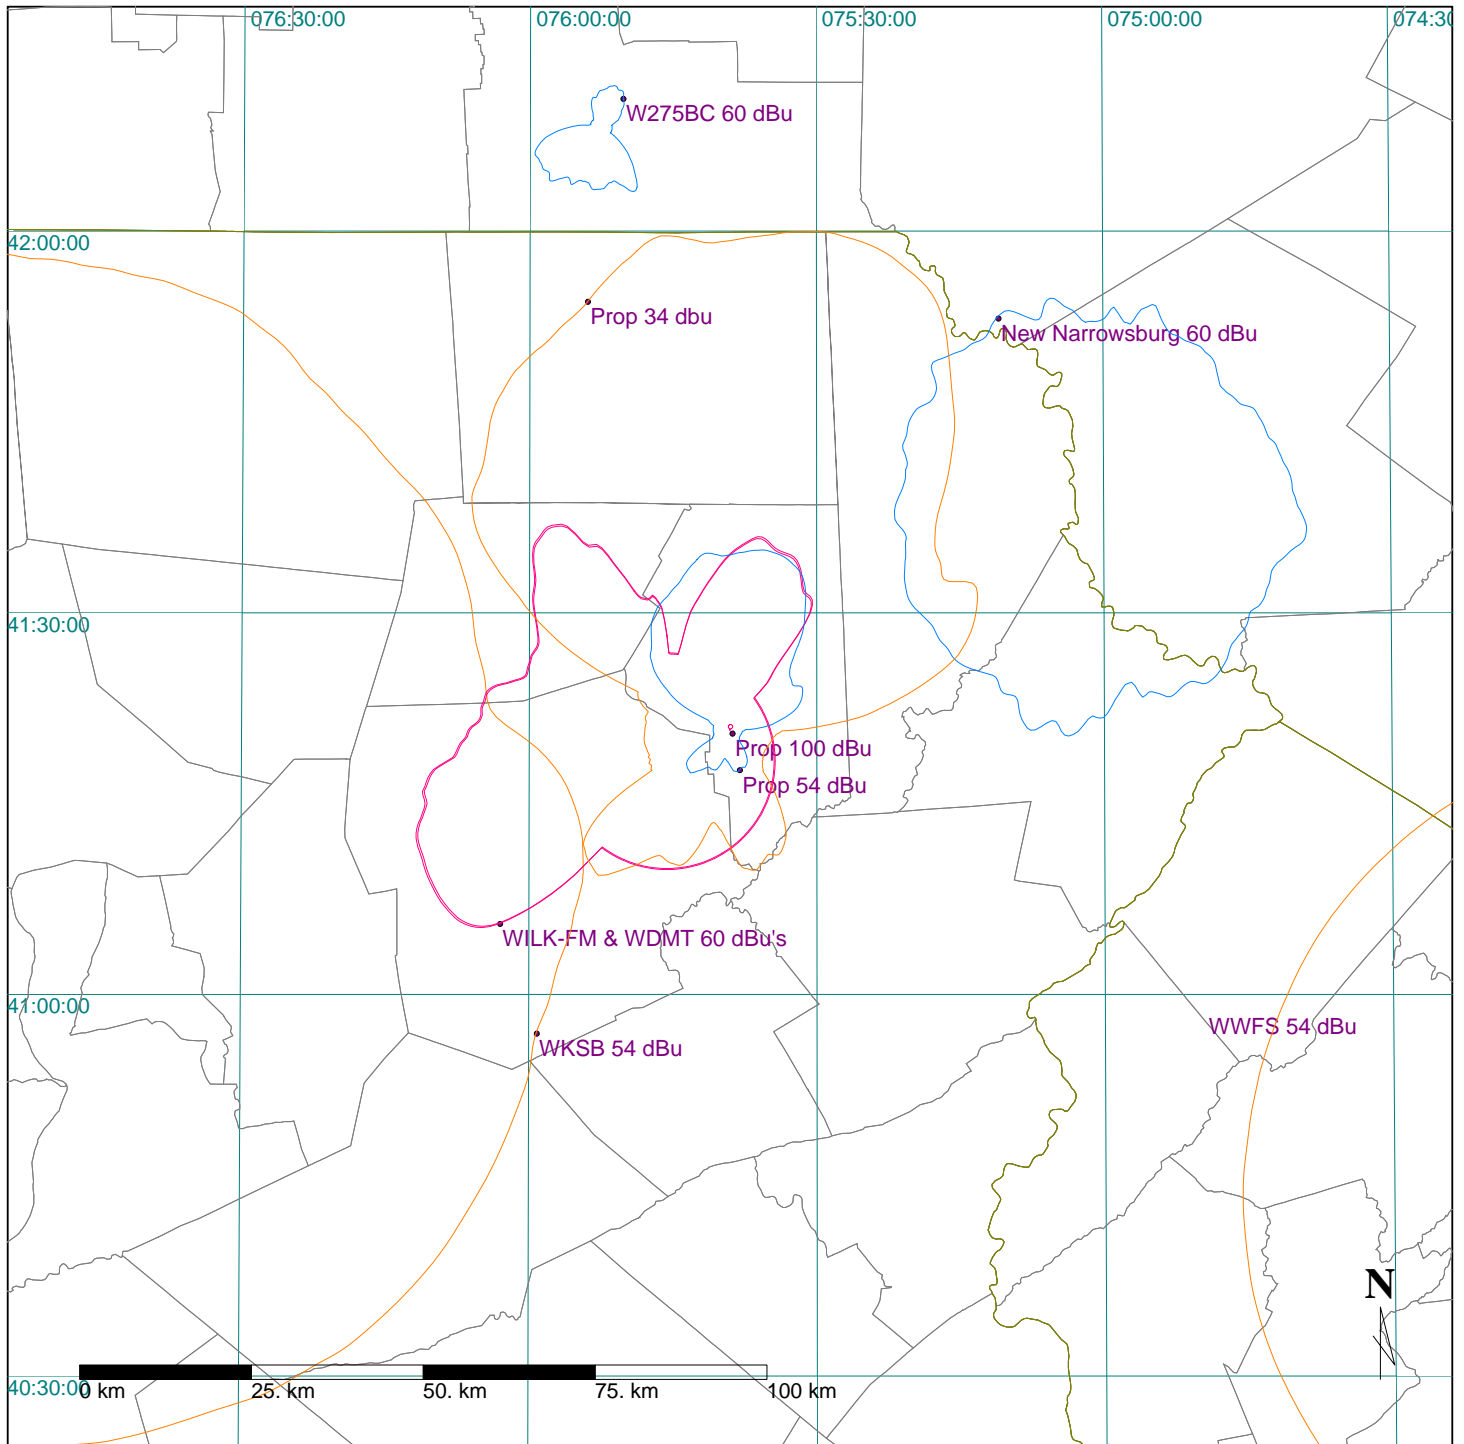 076:30:00
076:00:00
075:30:00
075:00:00
074:30
W275BC 60 dBu
42:00:00
Prop 34 dbu
New Narrowsburg 60 dBu
41:30:00
Prop 100 dBu
Prop 54 dBu
WILK-FM & WDMT 60 dBu's
41:00:00
WWFS 54 dBu
WKSB 54 dBu
N
40:30:00
0 km
25. km
50. km
75. km
100 km